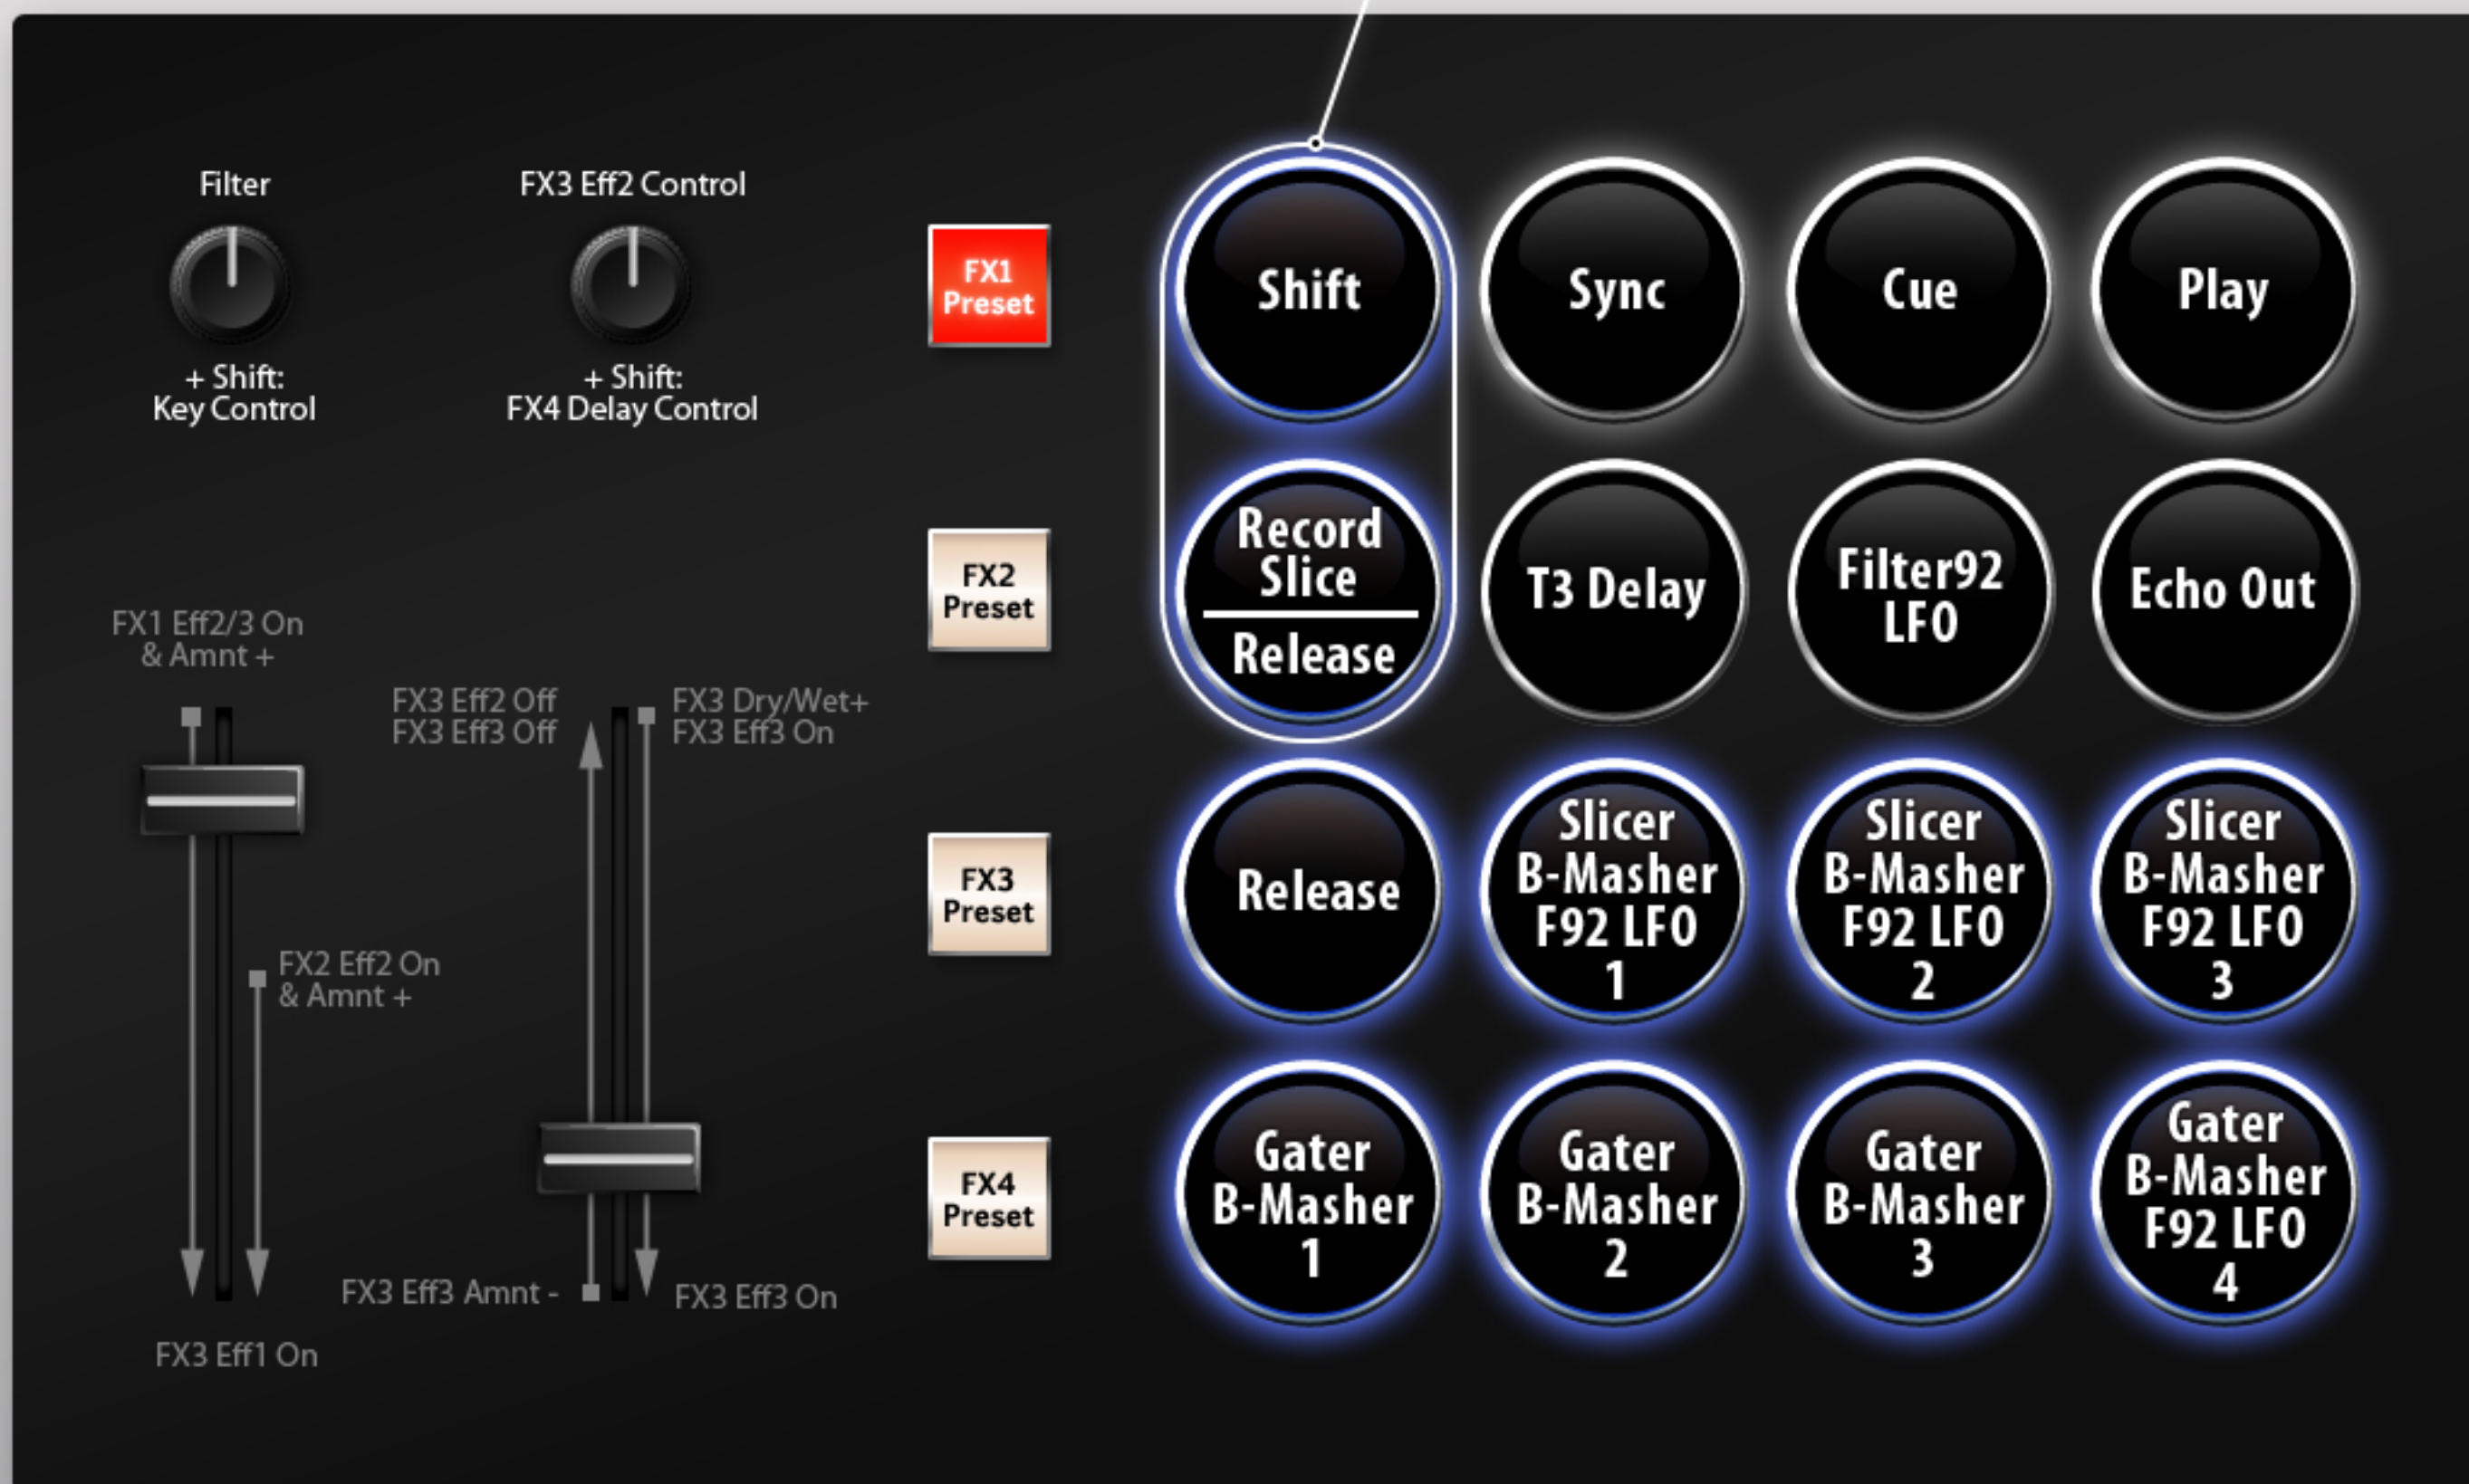 Filter
FX3 Eff2 Control
+ Shift:
Key Control
+ Shift:
FX4 Delay Control
FX1
Preset
Shift
Sync
Cue
Play
FX2
Preset
Record
Slice
Release
T3 Delay
Filter92
LFO
Echo Out
FX1 Eff2/3 On
& Amnt +
FX3 Eff2 Off
FX3 Eff3 Off
FX3 Dry/Wet+
FX3 Eff3 On
FX3
Preset
Release
Slicer
B-Masher
F92 LFO
1
Slicer
B-Masher
F92 LFO
2
Slicer
B-Masher
F92 LFO
3
FX2 Eff2 On
& Amnt +
FX4
Preset
Gater
B-Masher
1
Gater
B-Masher
2
Gater
B-Masher
3
Gater
B-Masher
F92 LFO
4
FX3 Eff3 Amnt -
FX3 Eff3 On
FX3 Eff1 On